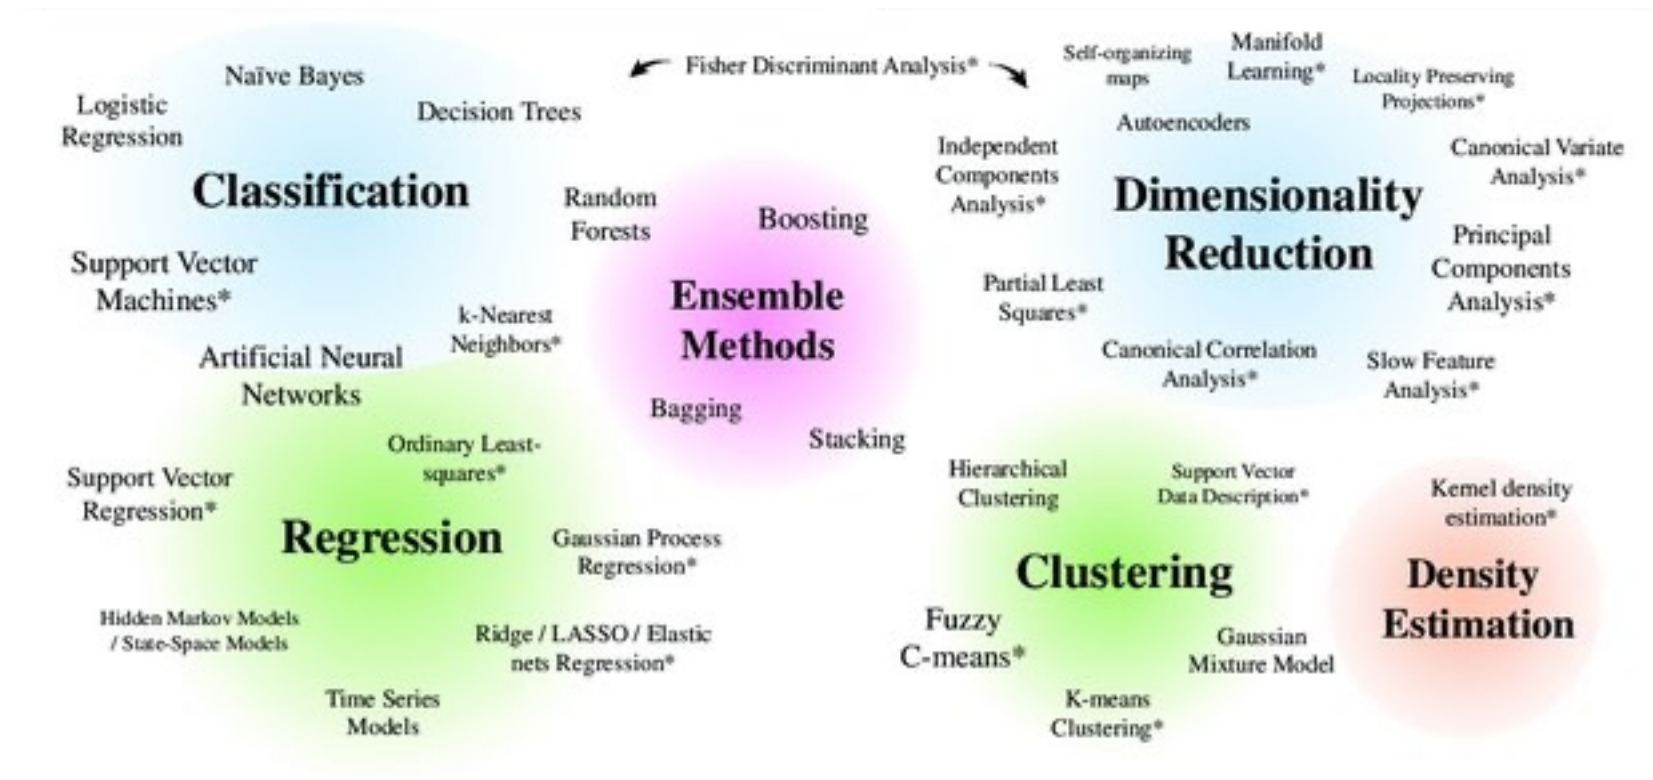 Naïve Bayes
Logistic
Regression
Decision Trees
Classification
Support Vector
Machines*
k-Nearest
Neighbors*
Artificial Neural
Networks
Fisher Discriminant Analysis*
Random
Forests
Boosting
Ensemble
Methods
Bagging
Stacking
Ordinary Least-
squares*
Support Vector
Regression*
Regression
Gaussian Process
Regression*
Hidden Markov Models
/ State-Space Models
Ridge / LASSO / Elastic
nets Regression*
Time Series
Models
Self-organizing
maps
Manifold
Learning*
Locality Preserving
Projections*
Autoencoders
Independent
Components
Analysis*
Canonical Variate
Analysis*
Dimensionality
Reduction
Principal
Components
Analysis*
Partial Least
Squares*
Canonical Correlation
Analysis*
Slow Feature
Analysis*
Hierarchical
Clustering
Support Vector
Data Description*
Clustering
Fuzzy
C-means*
Gaussian
Mixture Model
K-means
Clustering*
Kernel density
estimation*
Density
Estimation